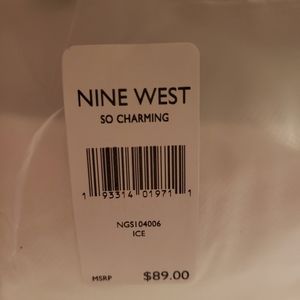 NINE WEST
SO CHARMING
1 93314 01971 1
NGS104006
ICE
MSRP $89.00